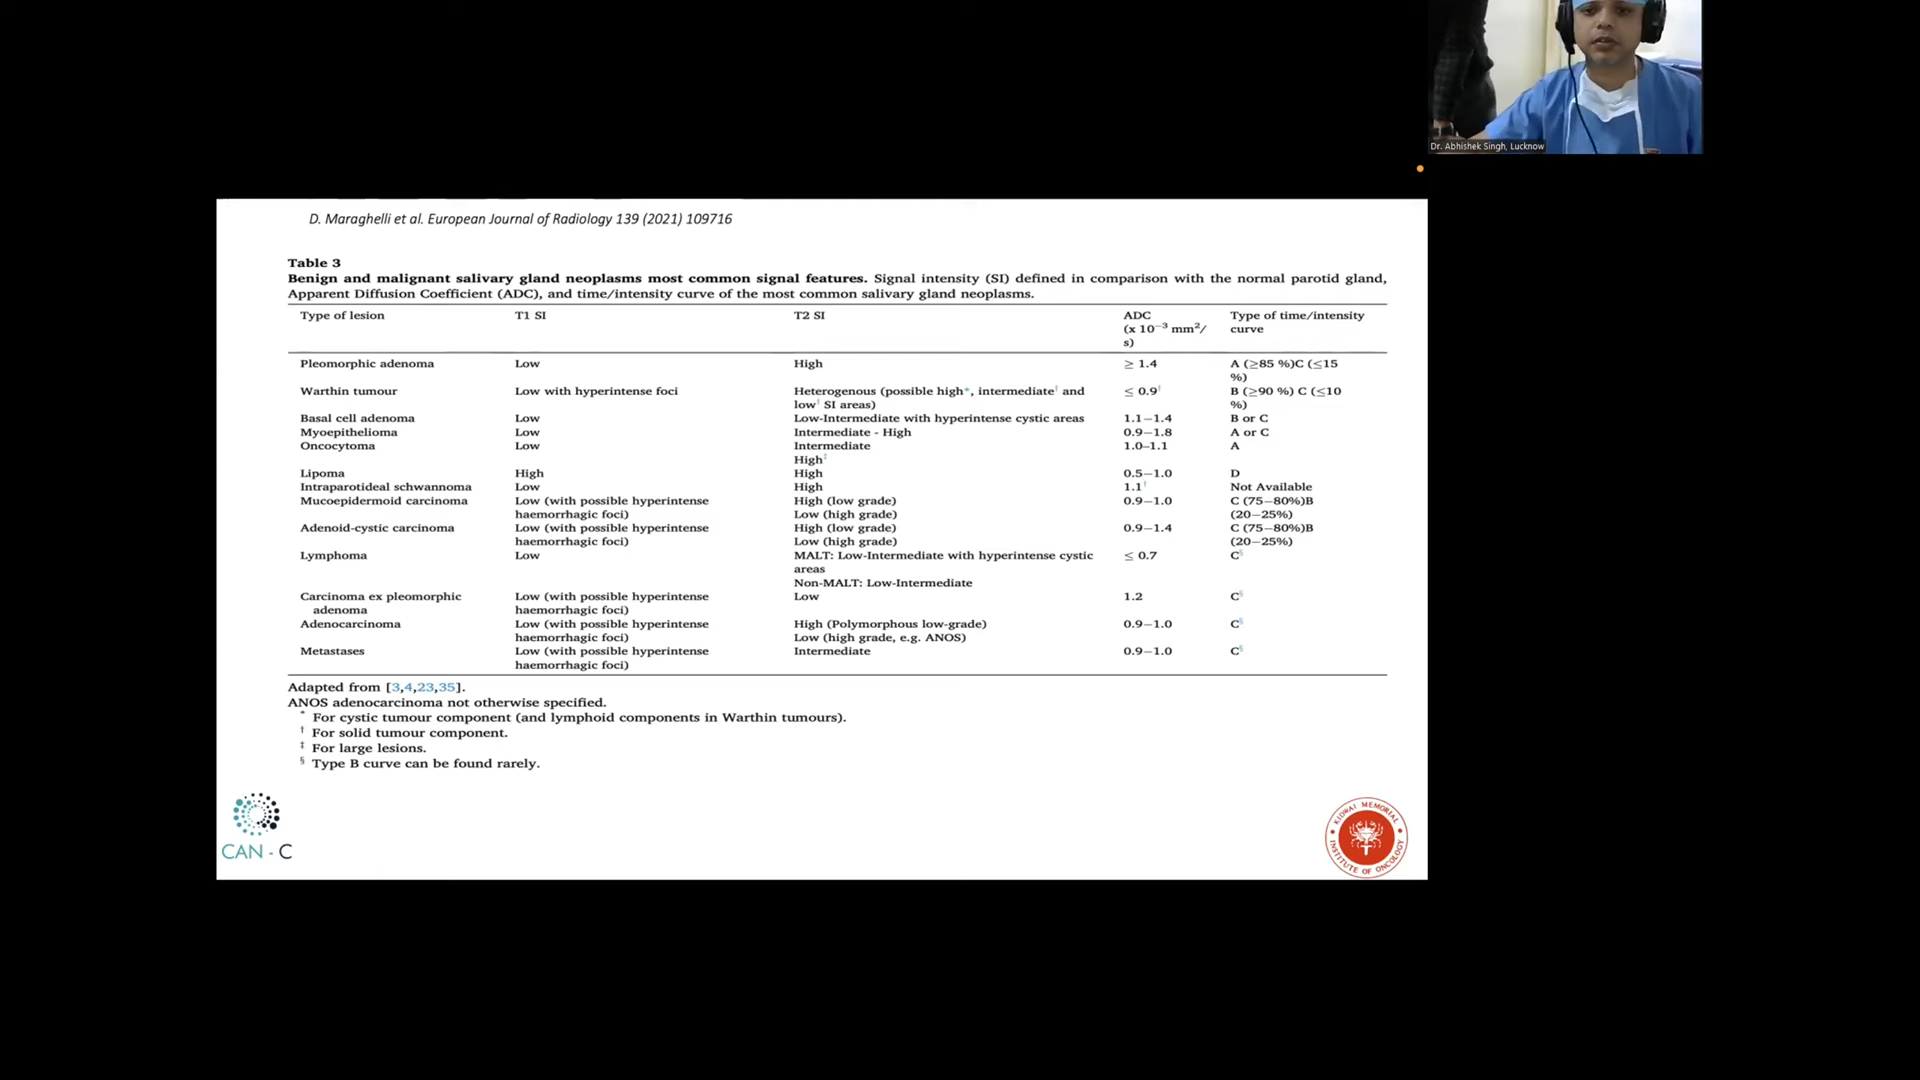 Dr. Abhishek Singh, Lucknow
D. Maraghelli et al. European Journal of Radiology 139 (2021) 109716
Table 3
Benign and malignant salivary gland neoplasms most common signal features. Signal intensity (SI) defined in comparison with the normal parotid gland,
Apparent Diffusion Coefficient (ADC), and time/intensity curve of the most common salivary gland neoplasms.
Type of lesion T1 SI T2 SI ADC Type of time/intensity
(x 10⁻³ mm²/ curve
s)
Pleomorphic adenoma Low High ≥ 1.4 A (≥85 %)C (≤15
%)
Warthin tumour Low with hyperintense foci Heterogenous (possible high*, intermediate† and ≤ 0.9† B (≥90 %) C (≤10
low† SI areas) %)
Basal cell adenoma Low Low-Intermediate with hyperintense cystic areas 1.1–1.4 B or C
Myoepithelioma Low Intermediate - High 0.9–1.8 A or C
Oncocytoma Low Intermediate 1.0–1.1 A
High‡
Lipoma High High 0.5–1.0 D
Intraparotideal schwannoma Low High 1.1† Not Available
Mucoepidermoid carcinoma Low (with possible hyperintense High (low grade) 0.9–1.0 C (75–80%)B
haemorrhagic foci) Low (high grade) (20–25%)
Adenoid-cystic carcinoma Low (with possible hyperintense High (low grade) 0.9–1.4 C (75–80%)B
haemorrhagic foci) Low (high grade) (20–25%)
Lymphoma Low MALT: Low-Intermediate with hyperintense cystic ≤ 0.7 C§
areas
Non-MALT: Low-Intermediate
Carcinoma ex pleomorphic Low (with possible hyperintense Low 1.2 C§
adenoma haemorrhagic foci)
Adenocarcinoma Low (with possible hyperintense High (Polymorphous low-grade) 0.9–1.0 C§
haemorrhagic foci) Low (high grade, e.g. ANOS)
Metastases Low (with possible hyperintense Intermediate 0.9–1.0 C§
haemorrhagic foci)
Adapted from [3,4,23,35].
ANOS adenocarcinoma not otherwise specified.
* For cystic tumour component (and lymphoid components in Warthin tumours).
† For solid tumour component.
‡ For large lesions.
§ Type B curve can be found rarely.
CAN - C
KIDWAI MEMORIAL
INSTITUTE OF ONCOLOGY